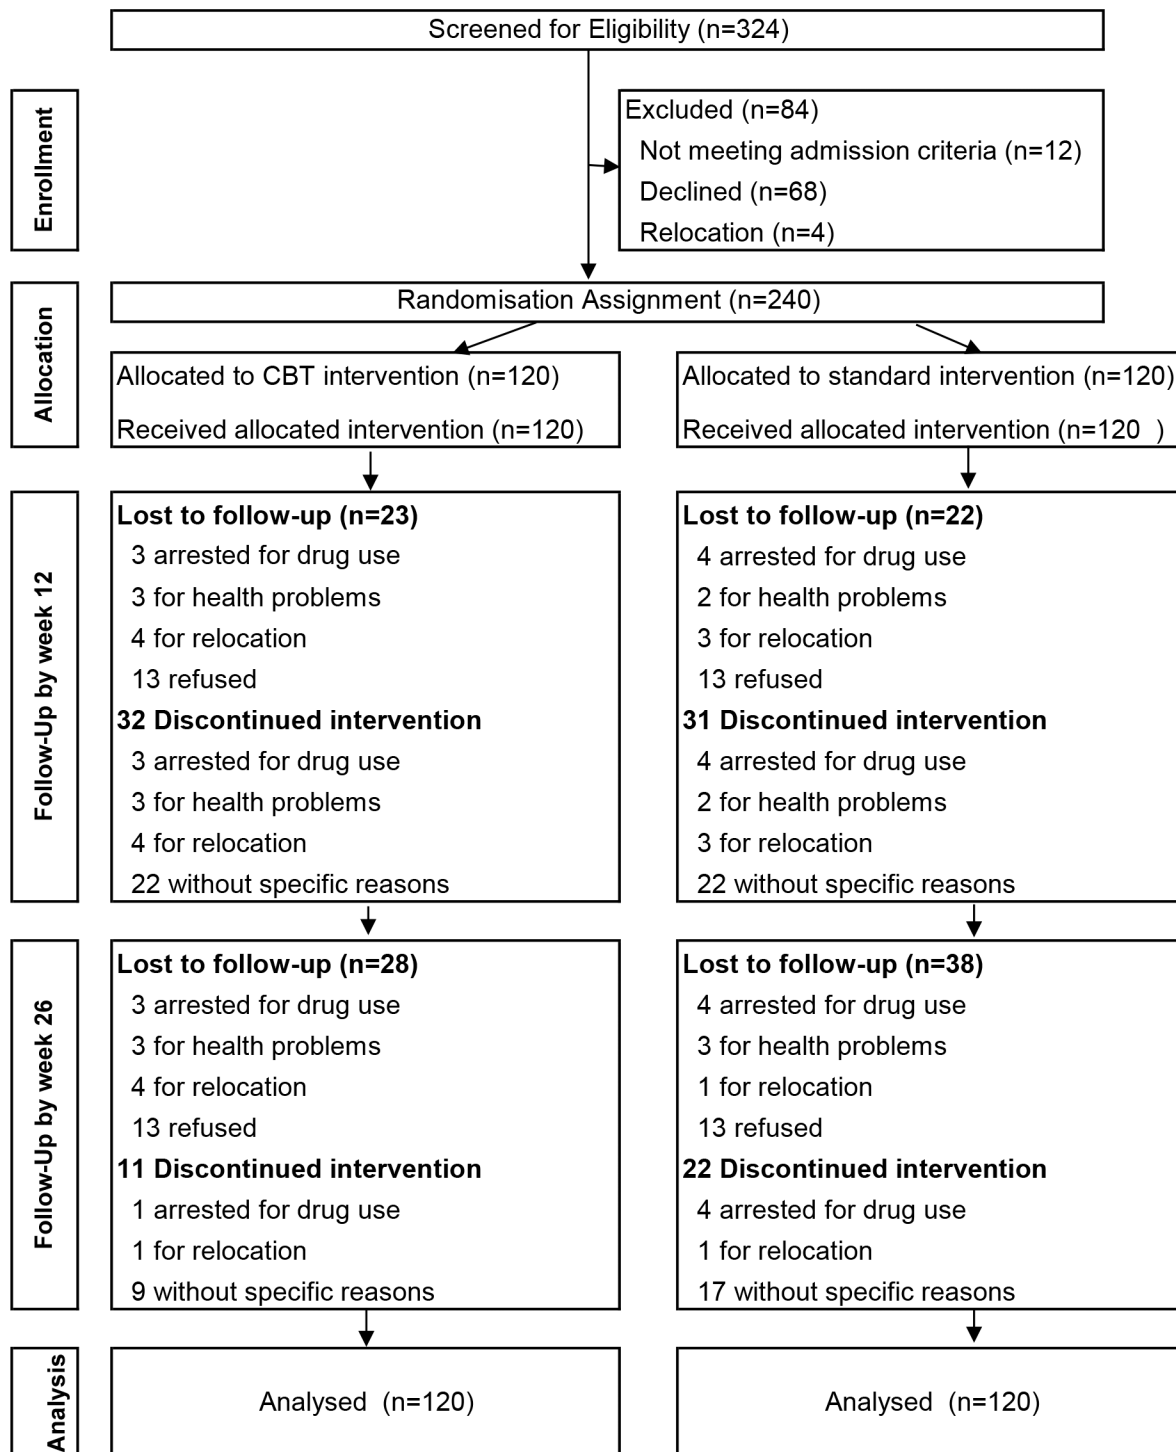 Screened for Eligibility (n=324)
Enrollment
Excluded (n=84)
Not meeting admission criteria (n=12)
Declined (n=68)
Relocation (n=4)
Allocation
Randomisation Assignment (n=240)
Allocated to CBT intervention (n=120)
Received allocated intervention (n=120)
Allocated to standard intervention (n=120)
Received allocated intervention (n=120 )
Follow-Up by week 12
Lost to follow-up (n=23)
3 arrested for drug use
3 for health problems
4 for relocation
13 refused
32 Discontinued intervention
3 arrested for drug use
3 for health problems
4 for relocation
22 without specific reasons
Lost to follow-up (n=22)
4 arrested for drug use
2 for health problems
3 for relocation
13 refused
31 Discontinued intervention
4 arrested for drug use
2 for health problems
3 for relocation
22 without specific reasons
Follow-Up by week 26
Lost to follow-up (n=28)
3 arrested for drug use
3 for health problems
4 for relocation
13 refused
11 Discontinued intervention
1 arrested for drug use
1 for relocation
9 without specific reasons
Lost to follow-up (n=38)
4 arrested for drug use
3 for health problems
1 for relocation
13 refused
22 Discontinued intervention
4 arrested for drug use
1 for relocation
17 without specific reasons
Analysis
Analysed (n=120)
Analysed (n=120)